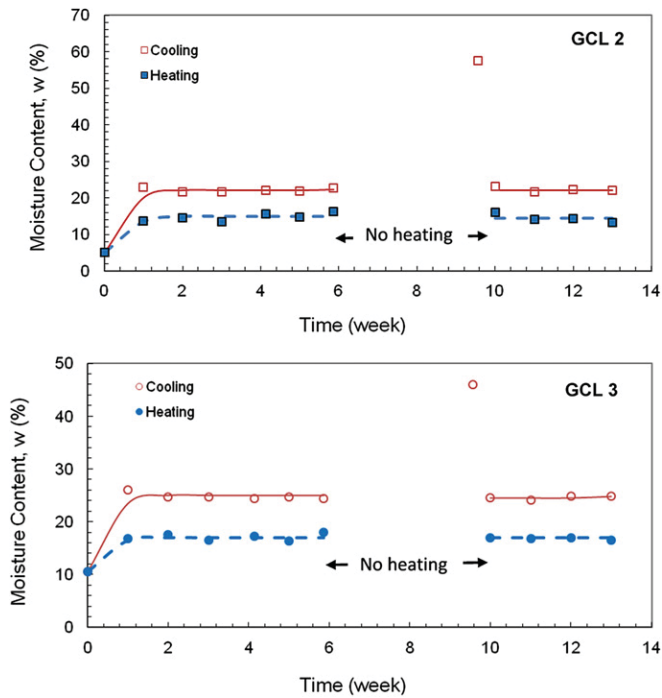 70
GCL 2
Cooling
60
Heating
50
40
30
20
No heating
10
0
0 2 4 6 8 10 12 14
Moisture Content, w (%)
Time (week)
50
Cooling
GCL 3
Heating
40
30
20
No heating
10
0
0 2 4 6 8 10 12 14
Moisture Content, w (%)
Time (week)